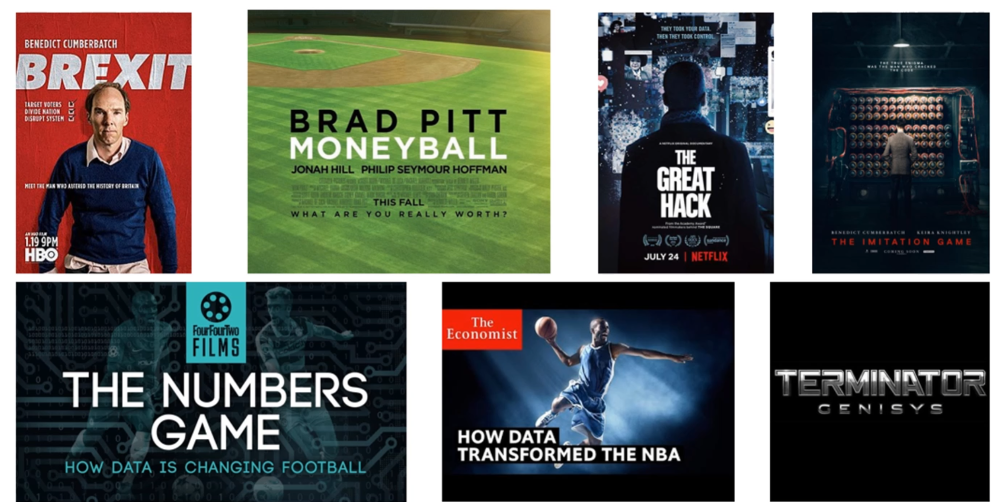 BENEDICT CUMBERBATCH
BREXIT
TARGET VOTERS
DIVIDE NATION
DISRUPT SYSTEM
MEET THE MAN WHO ALTERED THE HISTORY OF BRITAIN
AN HBO FILM
1.19 9PM
HBO
BRAD PITT
MONEYBALL
JONAH HILL PHILIP SEYMOUR HOFFMAN
THIS FALL
WHAT ARE YOU REALLY WORTH?
THEY TOOK YOUR DATA.
THEN THEY TOOK CONTROL.
A NETFLIX ORIGINAL DOCUMENTARY
THE
GREAT
HACK
From the Academy Award®
nominated filmmakers behind THE SQUARE
sundance
JULY 24 | NETFLIX
THE TRUE ENIGMA
WAS THE MAN WHO CRACKED
THE CODE
BENEDICT CUMBERBATCH KEIRA KNIGHTLEY
THE IMITATION GAME
COMING SOON
FourFourTwo
FILMS
THE NUMBERS
GAME
HOW DATA IS CHANGING FOOTBALL
The
Economist
HOW DATA
TRANSFORMED THE NBA
TERMINATOR
GENISYS